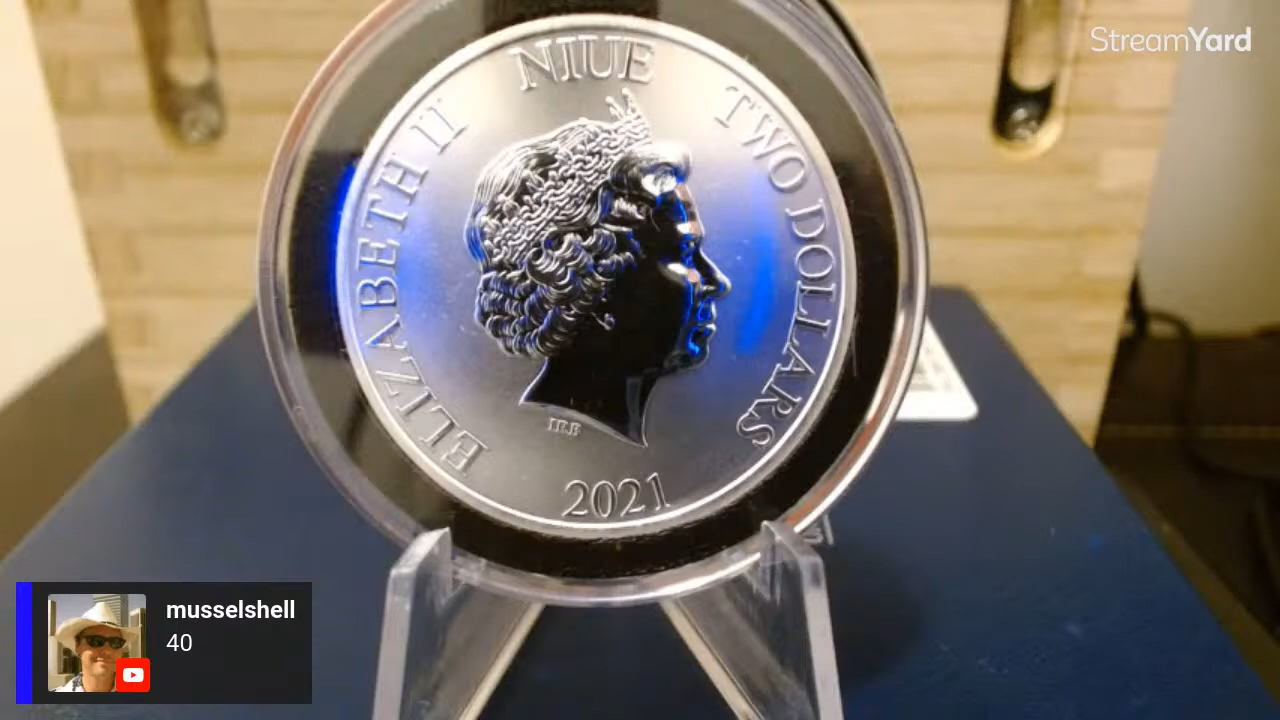 StreamYard
NIUE
ELIZABETH II
TWO DOLLARS
IRB
2021
musselshell
40